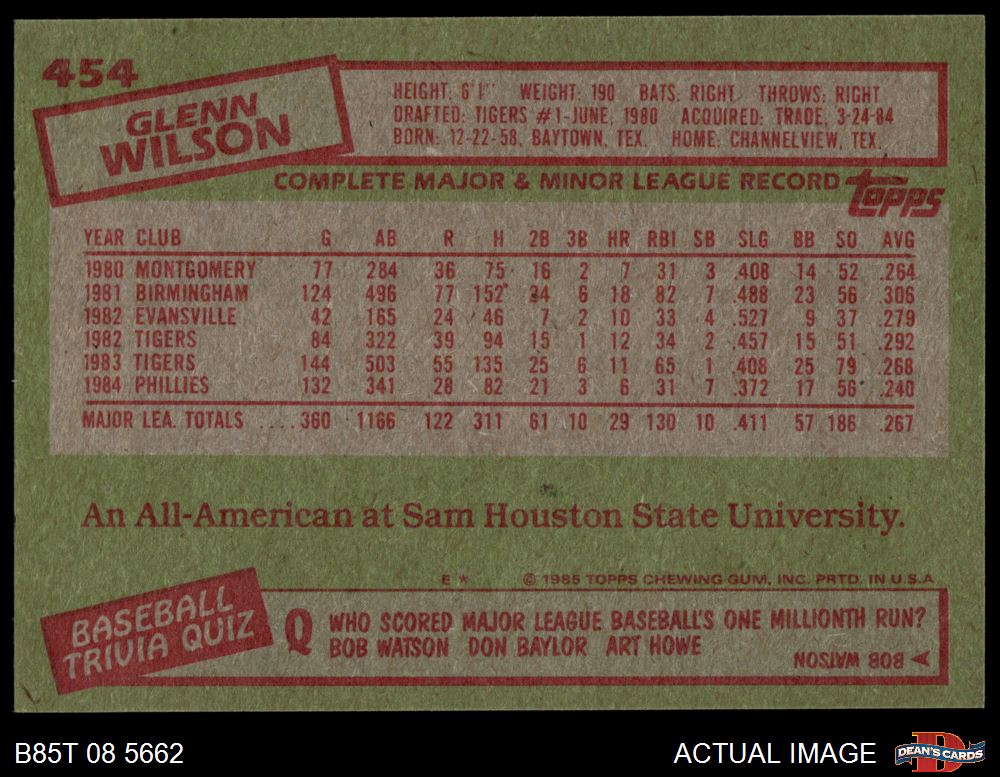 454
GLENN
WILSON
HEIGHT: 6'1" WEIGHT: 190 BATS: RIGHT THROWS: RIGHT
DRAFTED: TIGERS #1-JUNE, 1980 ACQUIRED: TRADE, 3-24-84
BORN: 12-22-58, BAYTOWN, TEX. HOME: CHANNELVIEW, TEX.
COMPLETE MAJOR & MINOR LEAGUE RECORD
TOPPS
YEAR CLUB G AB R H 2B 3B HR RBI SB SLG BB SO AVG
1980 MONTGOMERY 77 284 36 75 16 2 7 31 3 .408 14 52 .264
1981 BIRMINGHAM 124 496 77 152 34 6 18 82 7 .488 23 56 .306
1982 EVANSVILLE 42 165 24 46 7 2 10 33 4 .527 9 37 .279
1982 TIGERS 84 322 39 94 15 1 12 34 2 .457 15 51 .292
1983 TIGERS 144 503 55 135 25 6 11 65 1 .408 25 79 .268
1984 PHILLIES 132 341 28 82 21 3 6 31 7 .372 17 56 .240
MAJOR LEA. TOTALS ....360 1166 122 311 61 10 29 130 10 .411 57 186 .267
An All-American at Sam Houston State University.
E * © 1985 TOPPS CHEWING GUM, INC. PRTD. IN U.S.A.
BASEBALL
TRIVIA QUIZ
Q WHO SCORED MAJOR LEAGUE BASEBALL'S ONE MILLIONTH RUN?
BOB WATSON DON BAYLOR ART HOWE
BOB WATSON
B85T 08 5662
ACTUAL IMAGE
D
DEAN'S CARDS